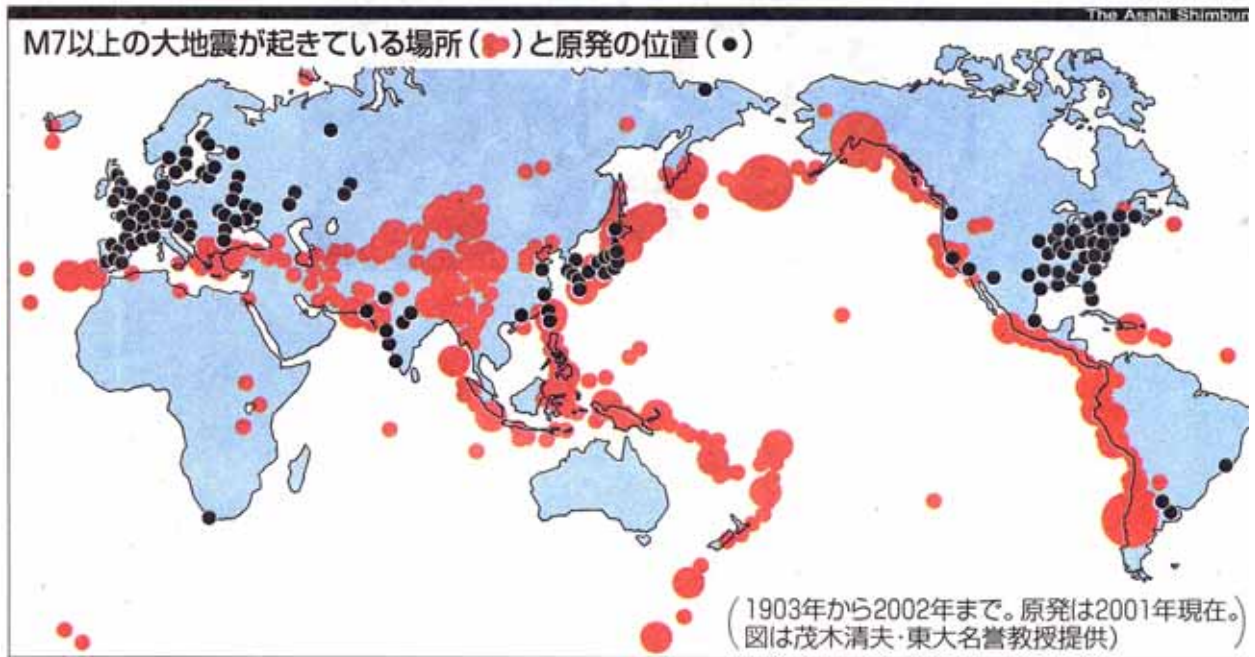 The Asahi Shimbun
M7以上の大地震が起きている場所(●)と原発の位置(●)
(1903年から2002年まで。原発は2001年現在。
図は茂木清夫・東大名誉教授提供)